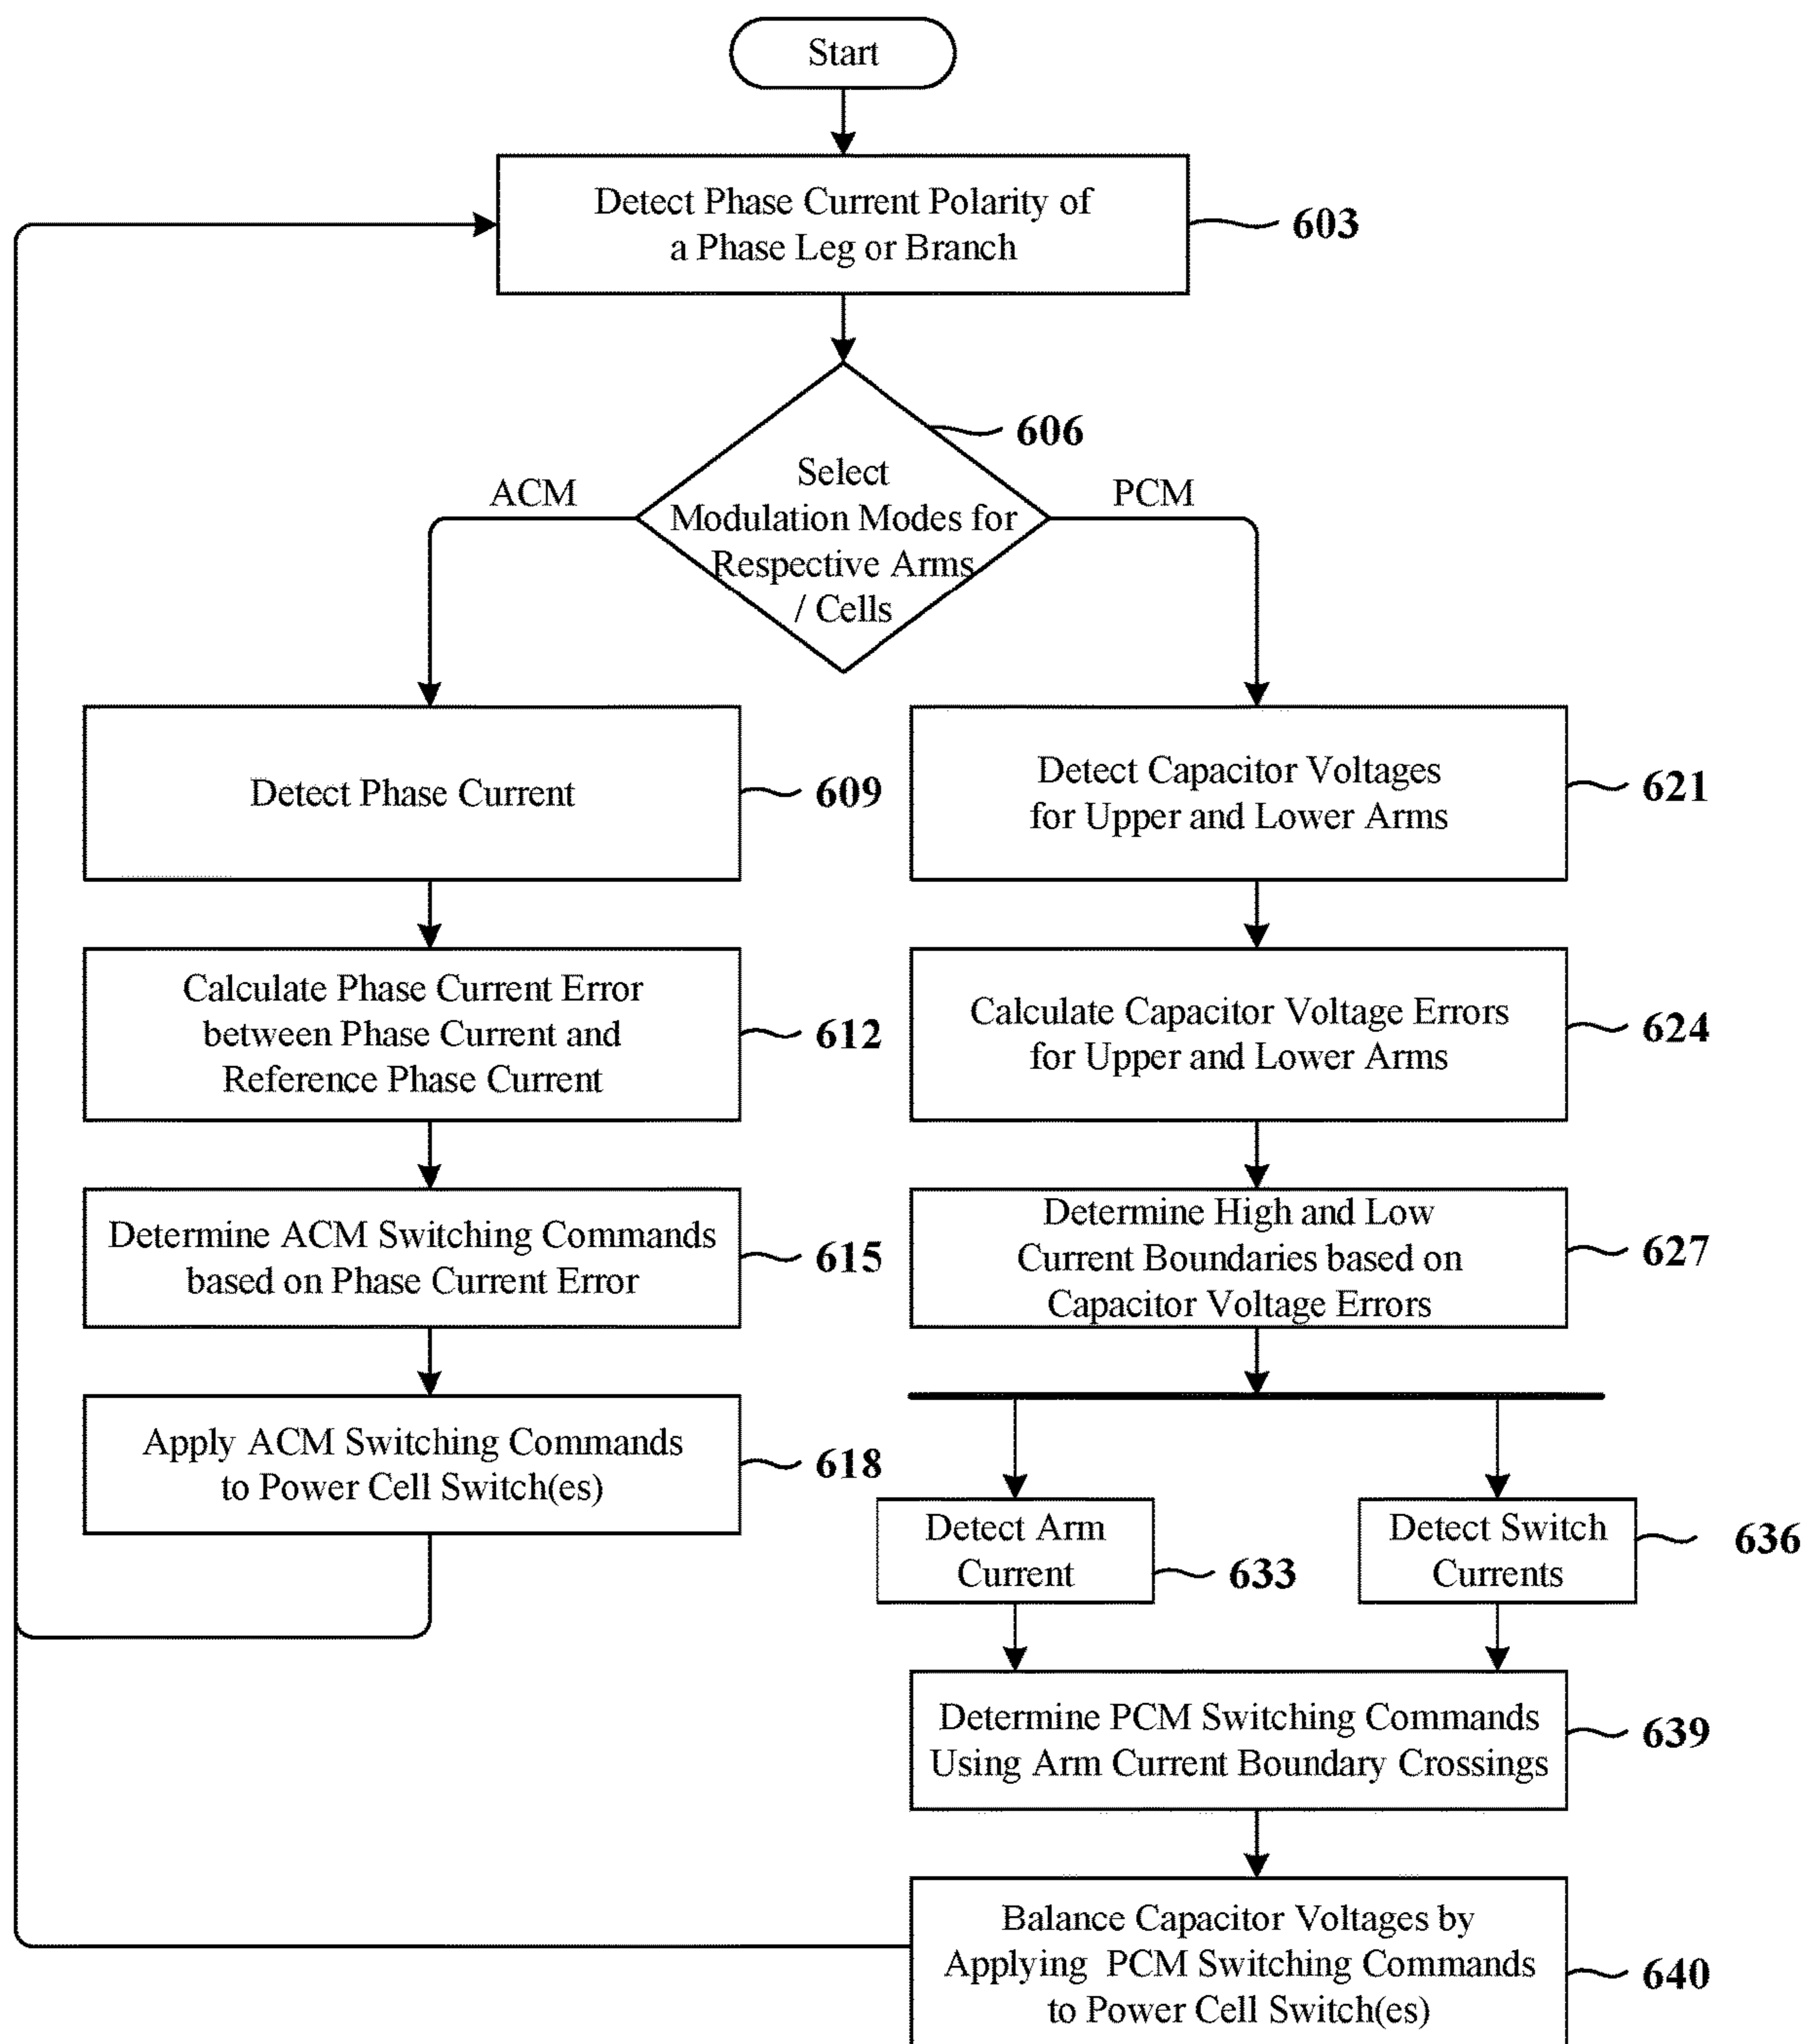 Start
Detect Phase Current Polarity of
a Phase Leg or Branch
603
606
Select
Modulation Modes for
Respective Arms
/ Cells
ACM
PCM
Detect Phase Current
609
Calculate Phase Current Error
between Phase Current and
Reference Phase Current
612
Determine ACM Switching Commands
based on Phase Current Error
615
Apply ACM Switching Commands
to Power Cell Switch(es)
618
Detect Capacitor Voltages
for Upper and Lower Arms
621
Calculate Capacitor Voltage Errors
for Upper and Lower Arms
624
Determine High and Low
Current Boundaries based on
Capacitor Voltage Errors
627
Detect Arm
Current
633
Detect Switch
Currents
636
Determine PCM Switching Commands
Using Arm Current Boundary Crossings
639
Balance Capacitor Voltages by
Applying PCM Switching Commands
to Power Cell Switch(es)
640